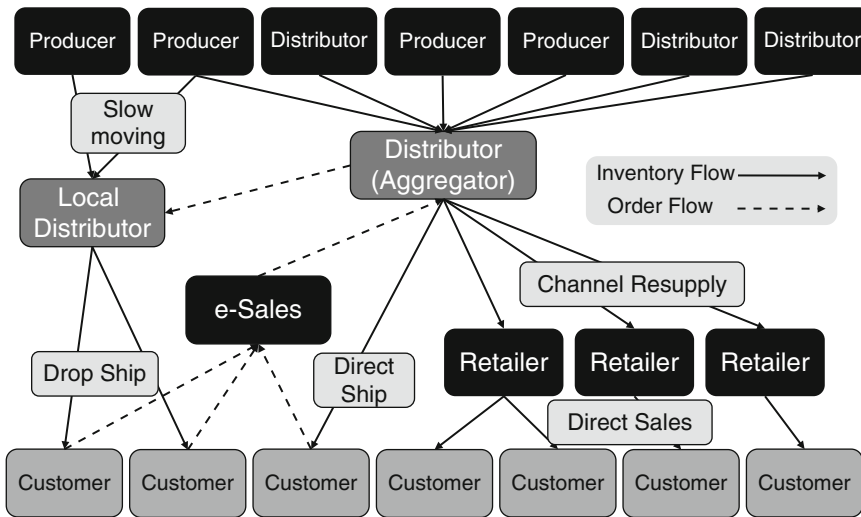 Producer
Producer
Distributor
Producer
Producer
Distributor
Distributor
Slow
moving
Distributor
(Aggregator)
Inventory Flow
Order Flow
Local
Distributor
e-Sales
Channel Resupply
Drop Ship
Direct
Ship
Retailer
Retailer
Retailer
Direct Sales
Customer
Customer
Customer
Customer
Customer
Customer
Customer